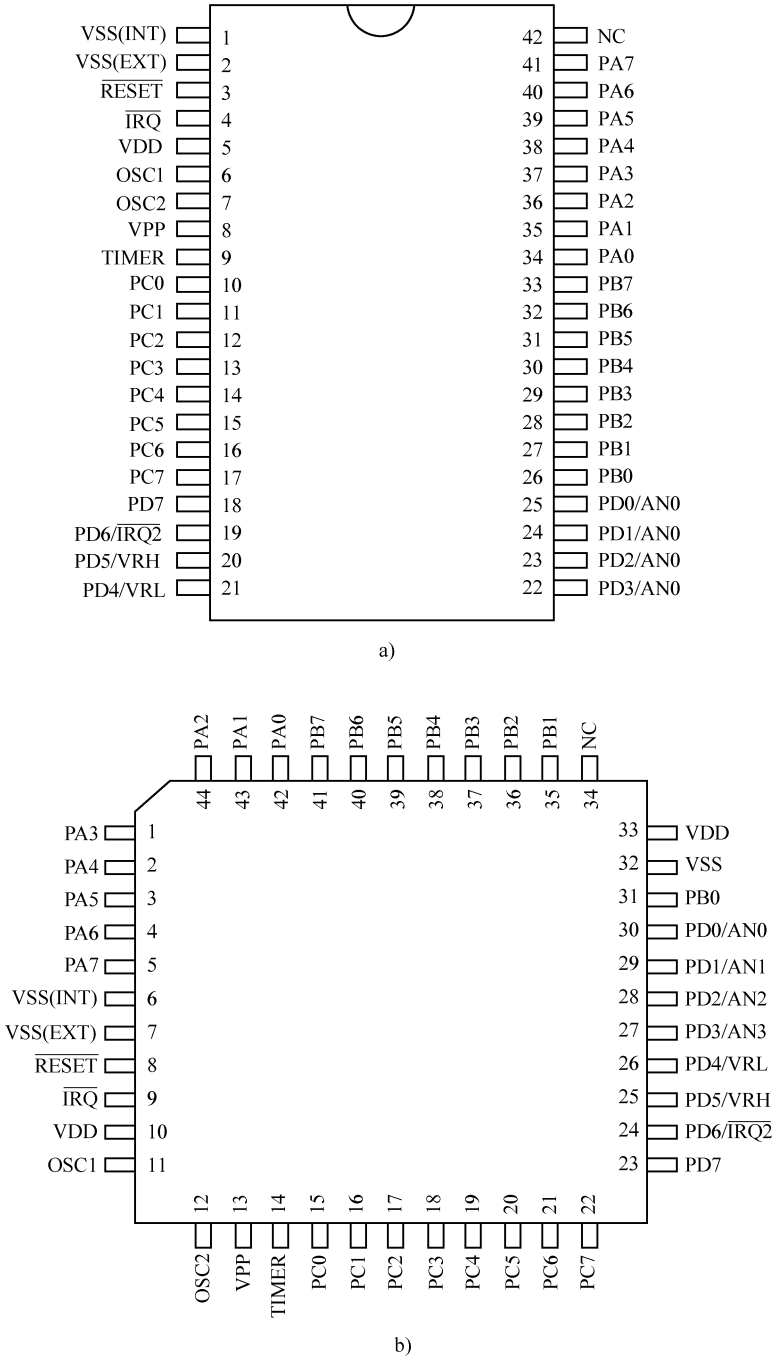 VSS(INT) 1 42 NC
VSS(EXT) 2 41 PA7
R̅E̅S̅E̅T̅ 3 40 PA6
I̅R̅Q̅ 4 39 PA5
VDD 5 38 PA4
OSC1 6 37 PA3
OSC2 7 36 PA2
VPP 8 35 PA1
TIMER 9 34 PA0
PC0 10 33 PB7
PC1 11 32 PB6
PC2 12 31 PB5
PC3 13 30 PB4
PC4 14 29 PB3
PC5 15 28 PB2
PC6 16 27 PB1
PC7 17 26 PB0
PD7 18 25 PD0/AN0
PD6/I̅R̅Q̅2̅ 19 24 PD1/AN0
PD5/VRH 20 23 PD2/AN0
PD4/VRL 21 22 PD3/AN0
a)
PA2 PA1 PA0 PB7 PB6 PB5 PB4 PB3 PB2 PB1 NC
44 43 42 41 40 39 38 37 36 35 34
PA3 1 33 VDD
PA4 2 32 VSS
PA5 3 31 PB0
PA6 4 30 PD0/AN0
PA7 5 29 PD1/AN1
VSS(INT) 6 28 PD2/AN2
VSS(EXT) 7 27 PD3/AN3
R̅E̅S̅E̅T̅ 8 26 PD4/VRL
I̅R̅Q̅ 9 25 PD5/VRH
VDD 10 24 PD6/I̅R̅Q̅2̅
OSC1 11 23 PD7
12 13 14 15 16 17 18 19 20 21 22
OSC2 VPP TIMER PC0 PC1 PC2 PC3 PC4 PC5 PC6 PC7
b)